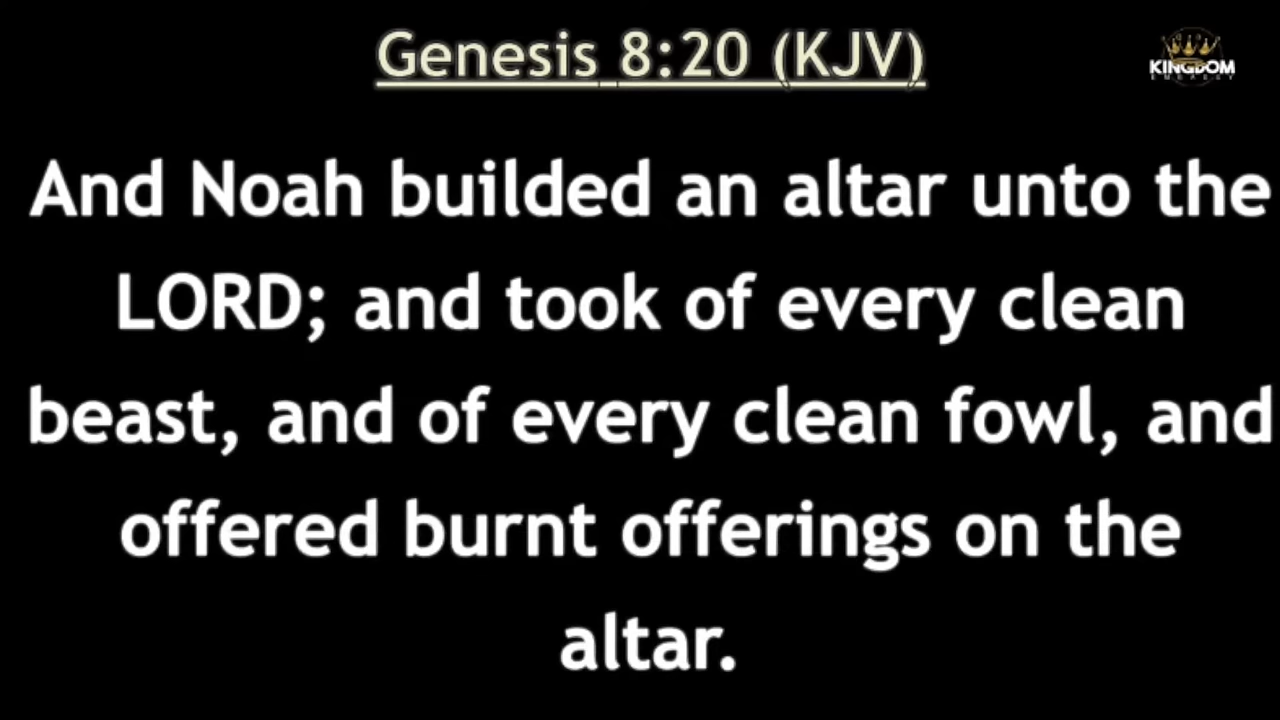 Genesis 8:20 (KJV)
KINGDOM
EMBASSY
And Noah builded an altar unto the
LORD; and took of every clean
beast, and of every clean fowl, and
offered burnt offerings on the
altar.